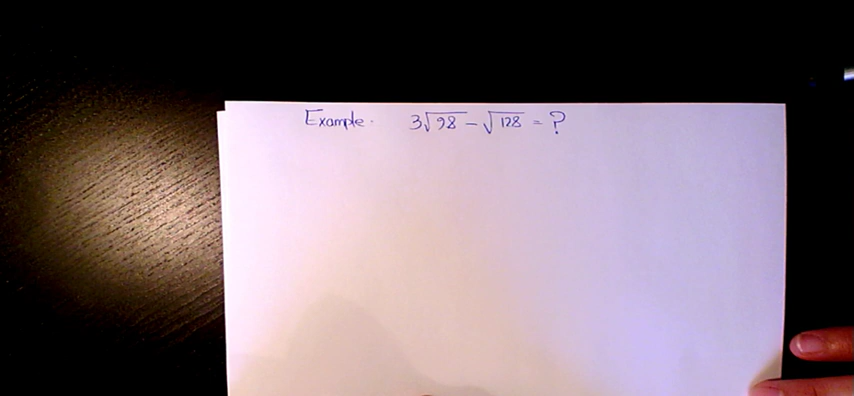 Example. 3√98 - √128 = ?